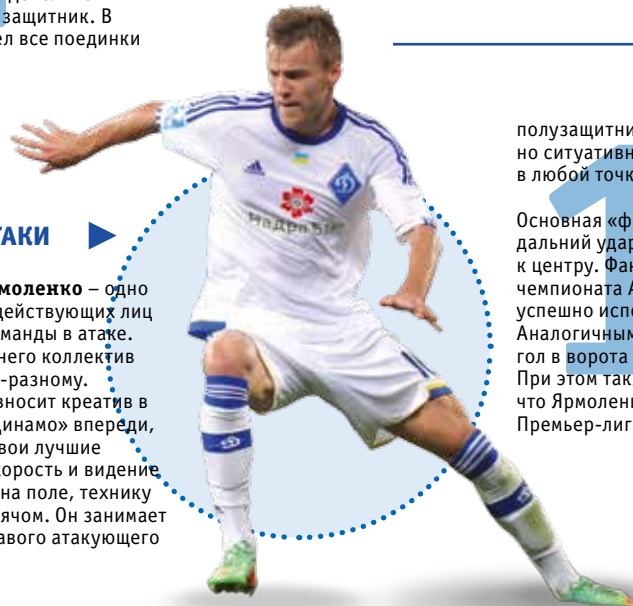 защитник. В
ел все поединки
ТАКИ
моленко – одно
действующих лиц
манды в атаке.
него коллектив
-разному.
вносит креатив в
динамо» впереди,
вои лучшие
корость и видение
на поле, технику
ячом. Он занимает
авого атакующего
надра
полузащитни
но ситуативн
в любой точк
Основная «ф
дальний удар
к центру. Фан
чемпионата А
успешно испо
Аналогичным
гол в ворота
При этом так
что Ярмолен
Премьер-лиг
1